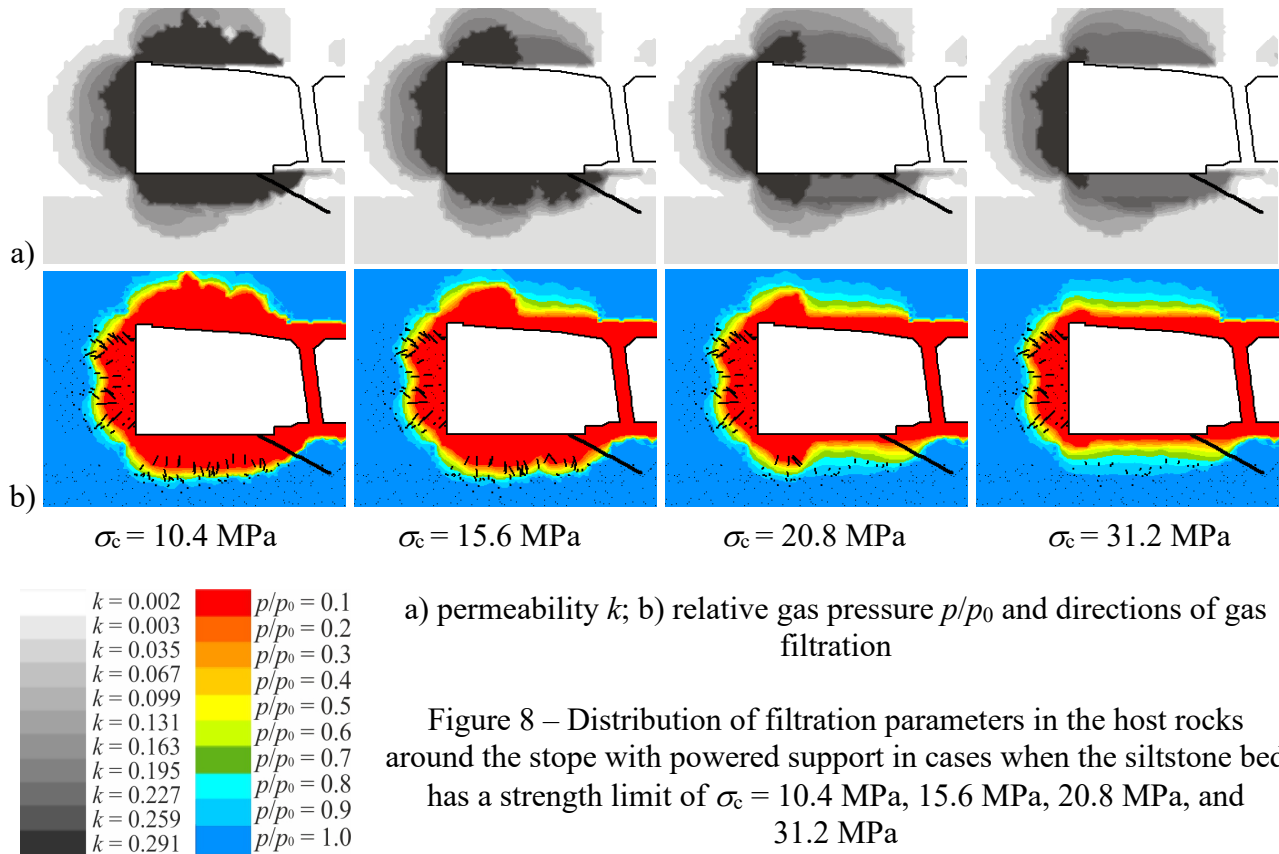 a)
b)
σc = 10.4 MPa
σc = 15.6 MPa
σc = 20.8 MPa
σc = 31.2 MPa
k = 0.002
k = 0.003
k = 0.035
k = 0.067
k = 0.099
k = 0.131
k = 0.163
k = 0.195
k = 0.227
k = 0.259
k = 0.291
p/p0 = 0.1
p/p0 = 0.2
p/p0 = 0.3
p/p0 = 0.4
p/p0 = 0.5
p/p0 = 0.6
p/p0 = 0.7
p/p0 = 0.8
p/p0 = 0.9
p/p0 = 1.0
a) permeability k; b) relative gas pressure p/p0 and directions of gas
filtration
Figure 8 – Distribution of filtration parameters in the host rocks
around the stope with powered support in cases when the siltstone bed
has a strength limit of σc = 10.4 MPa, 15.6 MPa, 20.8 MPa, and
31.2 MPa